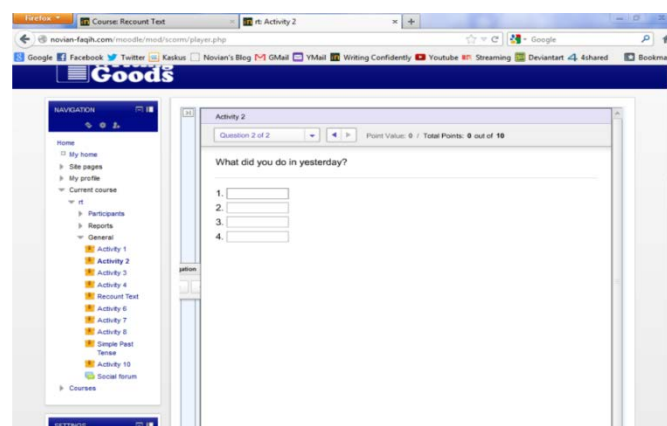 Firefox
Course: Recount Text
rt: Activity 2
novian-faqih.com/moodle/mod/scorm/player.php
Google
Google Facebook Twitter Kaskus Novian's Blog GMail YMail Writing Confidently Youtube Streaming Deviantart 4shared Bookma
Goods
NAVIGATION
Home
My home
Site pages
My profile
Current course
rt
Participants
Reports
General
Activity 1
Activity 2
Activity 3
Activity 4
Recount Text
Activity 6
Activity 7
Activity 8
Simple Past
Tense
Activity 10
Social forum
Courses
SETTINGS
Activity 2
Question 2 of 2
Point Value: 0 / Total Points: 0 out of 10
What did you do in yesterday?
1.
2.
3.
4.